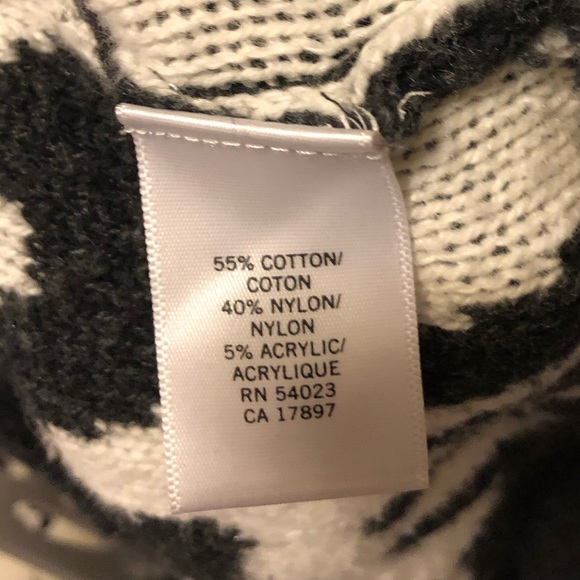 55% COTTON/
COTON
40% NYLON/
NYLON
5% ACRYLIC/
ACRYLIQUE
RN 54023
CA 17897